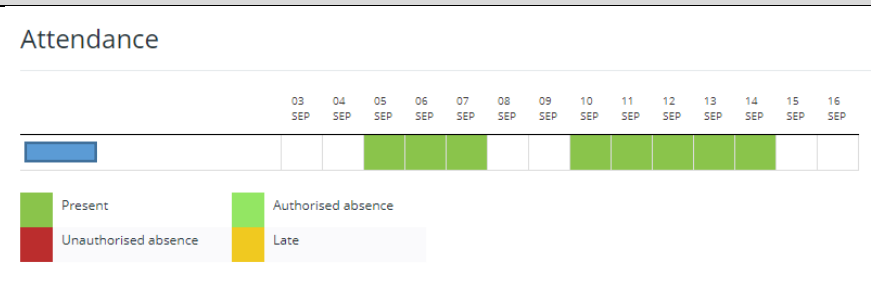 Attendance
03 04 05 06 07 08 09 10 11 12 13 14 15 16
SEP SEP SEP SEP SEP SEP SEP SEP SEP SEP SEP SEP SEP SEP
Present Authorised absence
Unauthorised absence Late